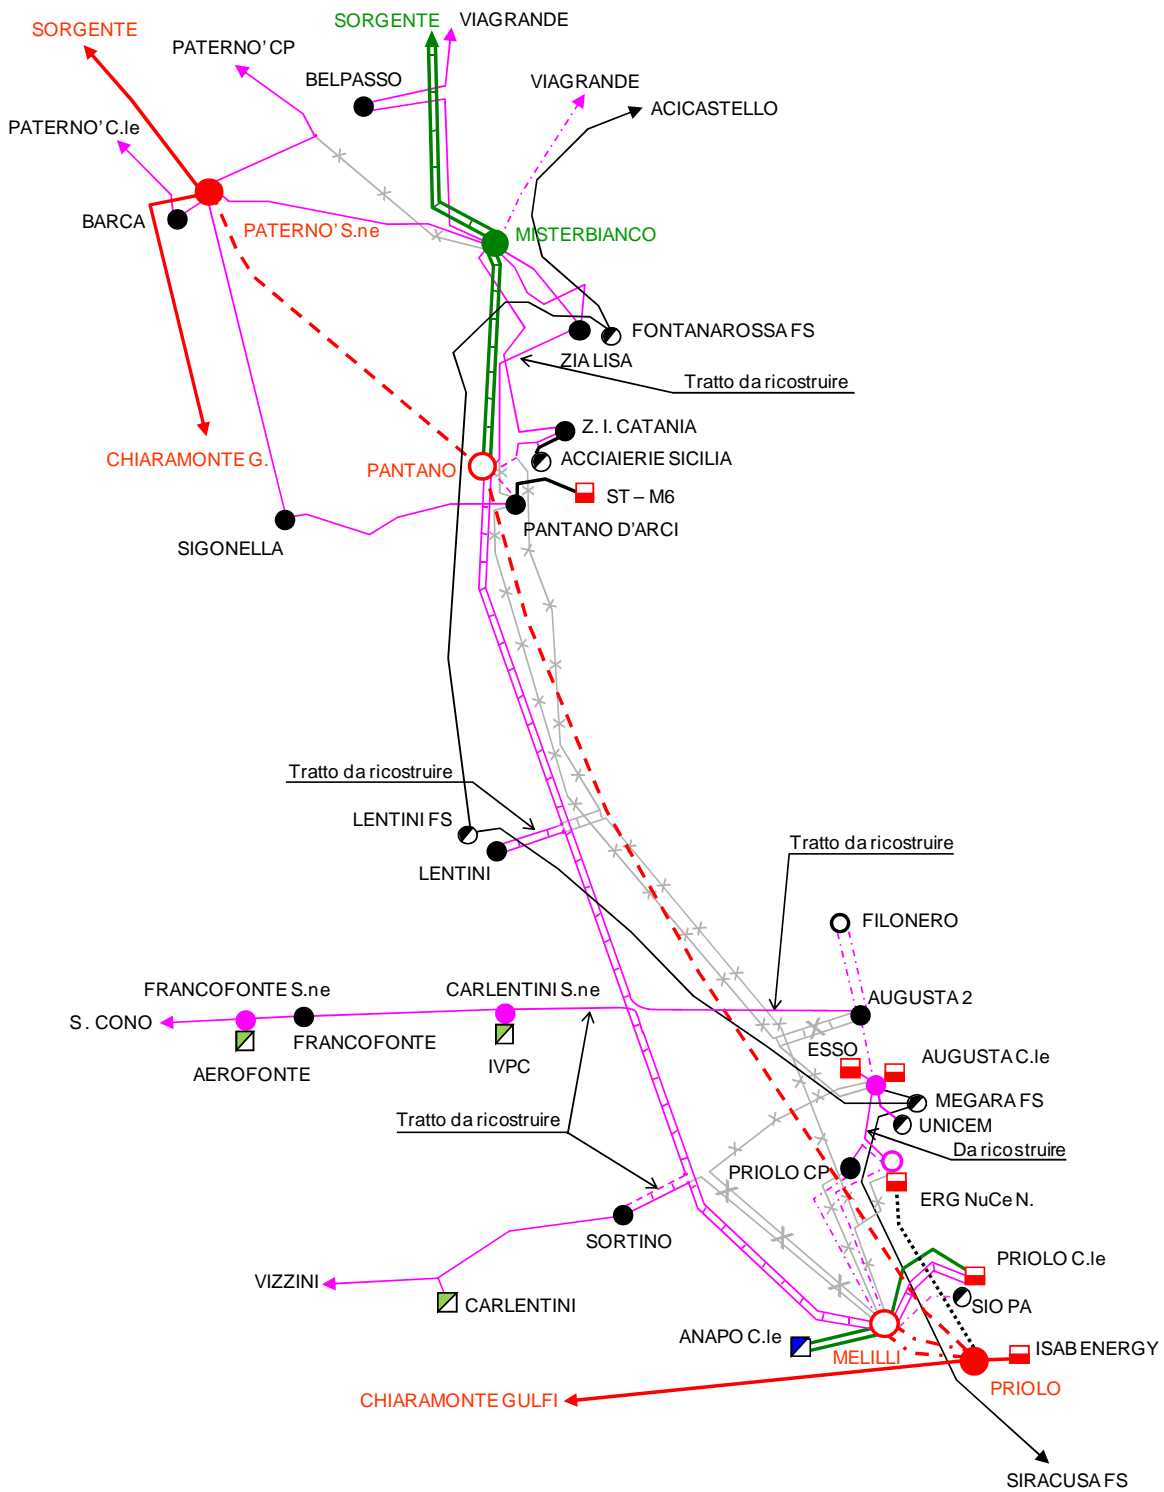 SORGENTE
VIAGRANDE
SORGENTE
PATERNO' CP
BELPASSO
VIAGRANDE
ACICASTELLO
PATERNO' C.le
BARCA
PATERNO' S.ne
MISTERBIANCO
FONTANAROSSA FS
ZIA LISA
Tratto da ricostruire
Z. I. CATANIA
CHIARAMONTE G.
PANTANO
ACCIAIERIE SICILIA
ST – M6
PANTANO D'ARCI
SIGONELLA
Tratto da ricostruire
LENTINI FS
Tratto da ricostruire
LENTINI
FILONERO
FRANCOFONTE S.ne
CARLENTINI S.ne
AUGUSTA 2
S. CONO
FRANCOFONTE
ESSO
AUGUSTA C.le
AEROFONTE
IVPC
MEGARA FS
Tratto da ricostruire
UNICEM
Da ricostruire
PRIOLO CP
ERG NuCe N.
SORTINO
PRIOLO C.le
VIZZINI
CARLENTINI
SIO PA
ANAPO C.le
MELILLI
ISAB ENERGY
PRIOLO
CHIARAMONTE GULFI
SIRACUSA FS